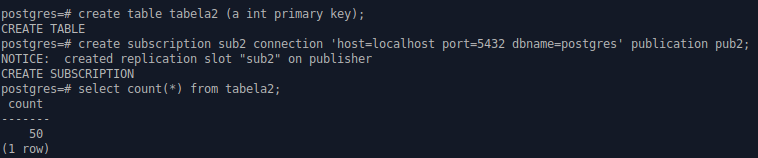 postgres=# create table tabela2 (a int primary key);
CREATE TABLE
postgres=# create subscription sub2 connection 'host=localhost port=5432 dbname=postgres' publication pub2;
NOTICE:  created replication slot "sub2" on publisher
CREATE SUBSCRIPTION
postgres=# select count(*) from tabela2;
 count
-------
    50
(1 row)